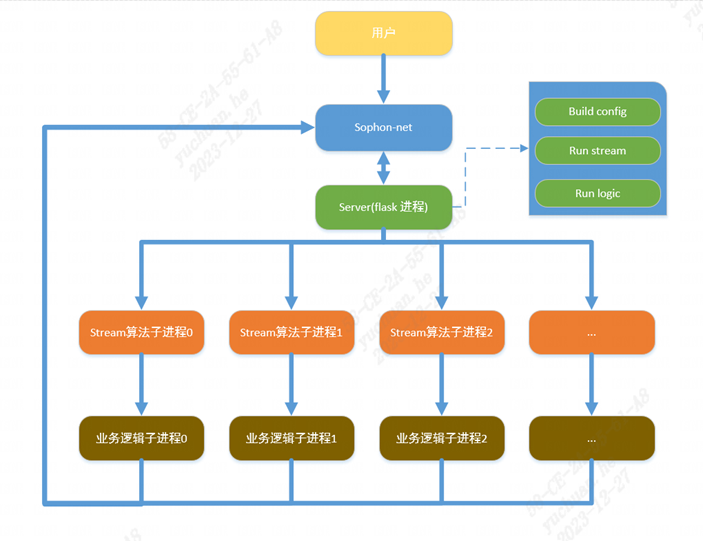 用户
Sophon-net
Build config
Run stream
Run logic
Server(flask 进程)
Stream算法子进程0
Stream算法子进程1
Stream算法子进程2
...
业务逻辑子进程0
业务逻辑子进程1
业务逻辑子进程2
...
58-CE-2A-55-61-A8
yuchuan.he
2023-12-27